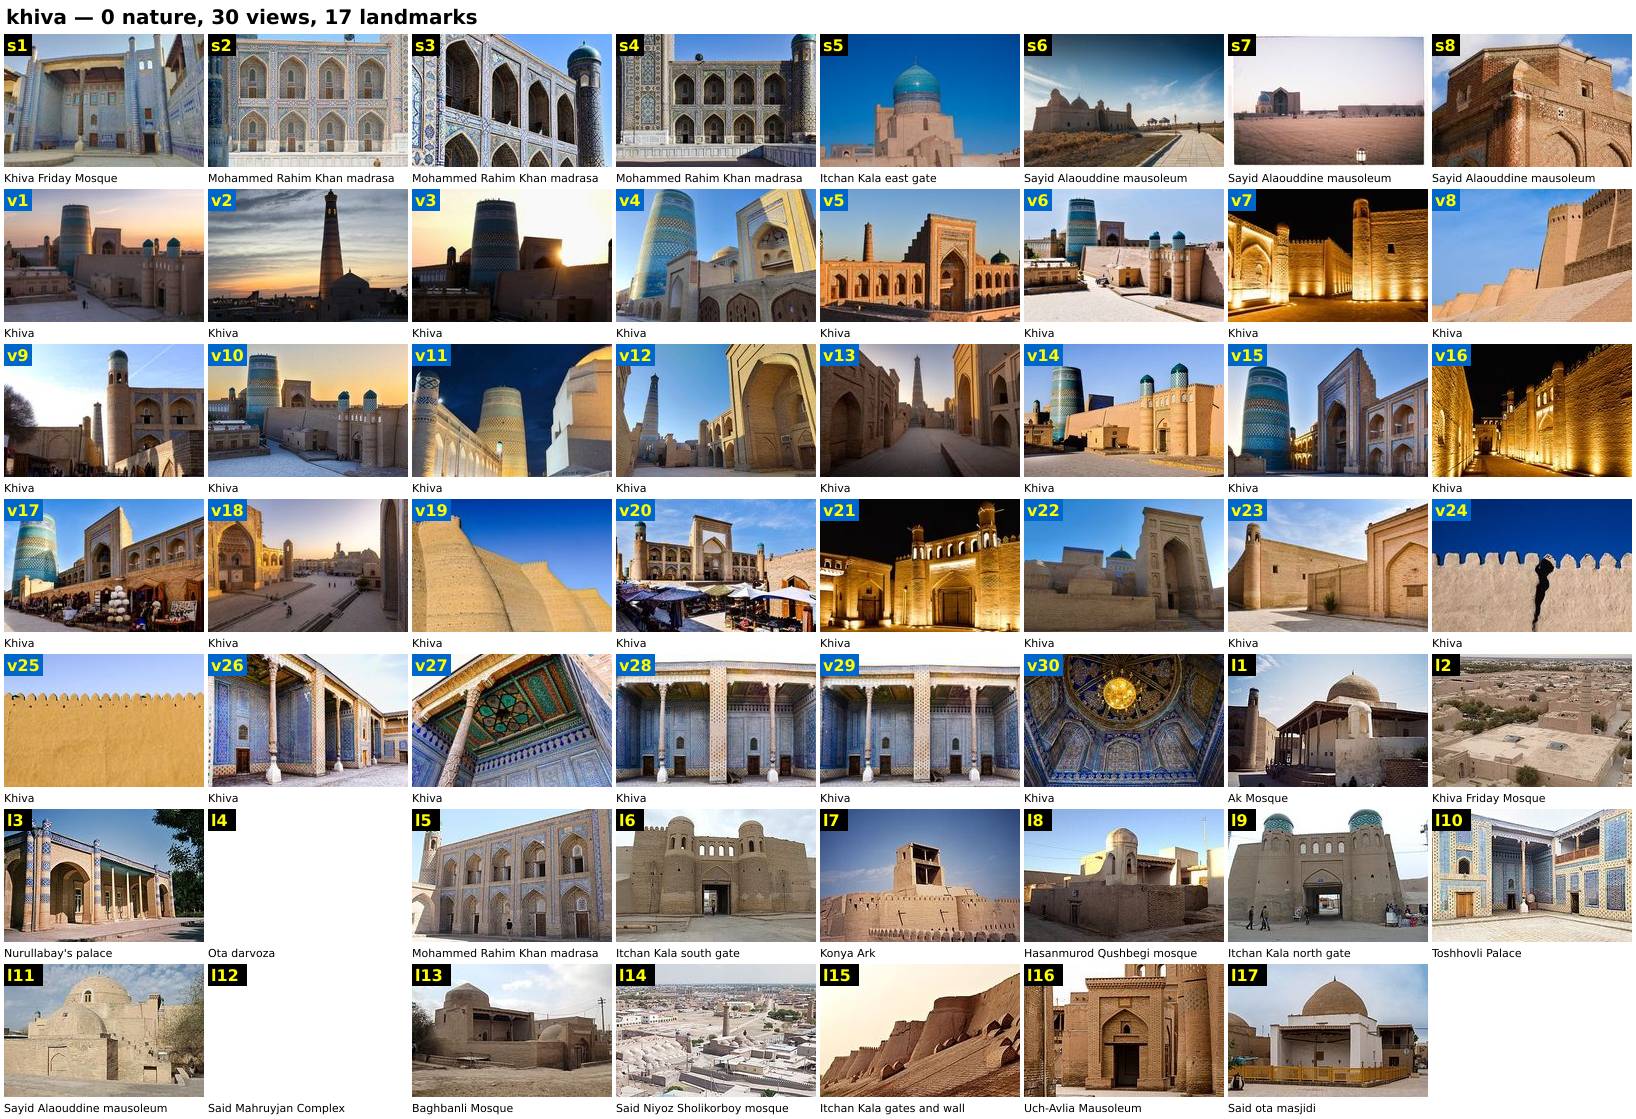 khiva — 0 nature, 30 views, 17 landmarks
s1 s2 s3 s4 s5 s6 s7 s8
Khiva Friday Mosque Mohammed Rahim Khan madrasa Mohammed Rahim Khan madrasa Mohammed Rahim Khan madrasa Itchan Kala east gate Sayid Alaouddine mausoleum Sayid Alaouddine mausoleum Sayid Alaouddine mausoleum
v1 v2 v3 v4 v5 v6 v7 v8
Khiva Khiva Khiva Khiva Khiva Khiva Khiva Khiva
v9 v10 v11 v12 v13 v14 v15 v16
Khiva Khiva Khiva Khiva Khiva Khiva Khiva Khiva
v17 v18 v19 v20 v21 v22 v23 v24
Khiva Khiva Khiva Khiva Khiva Khiva Khiva Khiva
v25 v26 v27 v28 v29 v30 l1 l2
Khiva Khiva Khiva Khiva Khiva Khiva Ak Mosque Khiva Friday Mosque
l3 l4 l5 l6 l7 l8 l9 l10
Nurullabay's palace Ota darvoza Mohammed Rahim Khan madrasa Itchan Kala south gate Konya Ark Hasanmurod Qushbegi mosque Itchan Kala north gate Toshhovli Palace
l11 l12 l13 l14 l15 l16 l17
Sayid Alaouddine mausoleum Said Mahruyjan Complex Baghbanli Mosque Said Niyoz Sholikorboy mosque Itchan Kala gates and wall Uch-Avlia Mausoleum Said ota masjidi